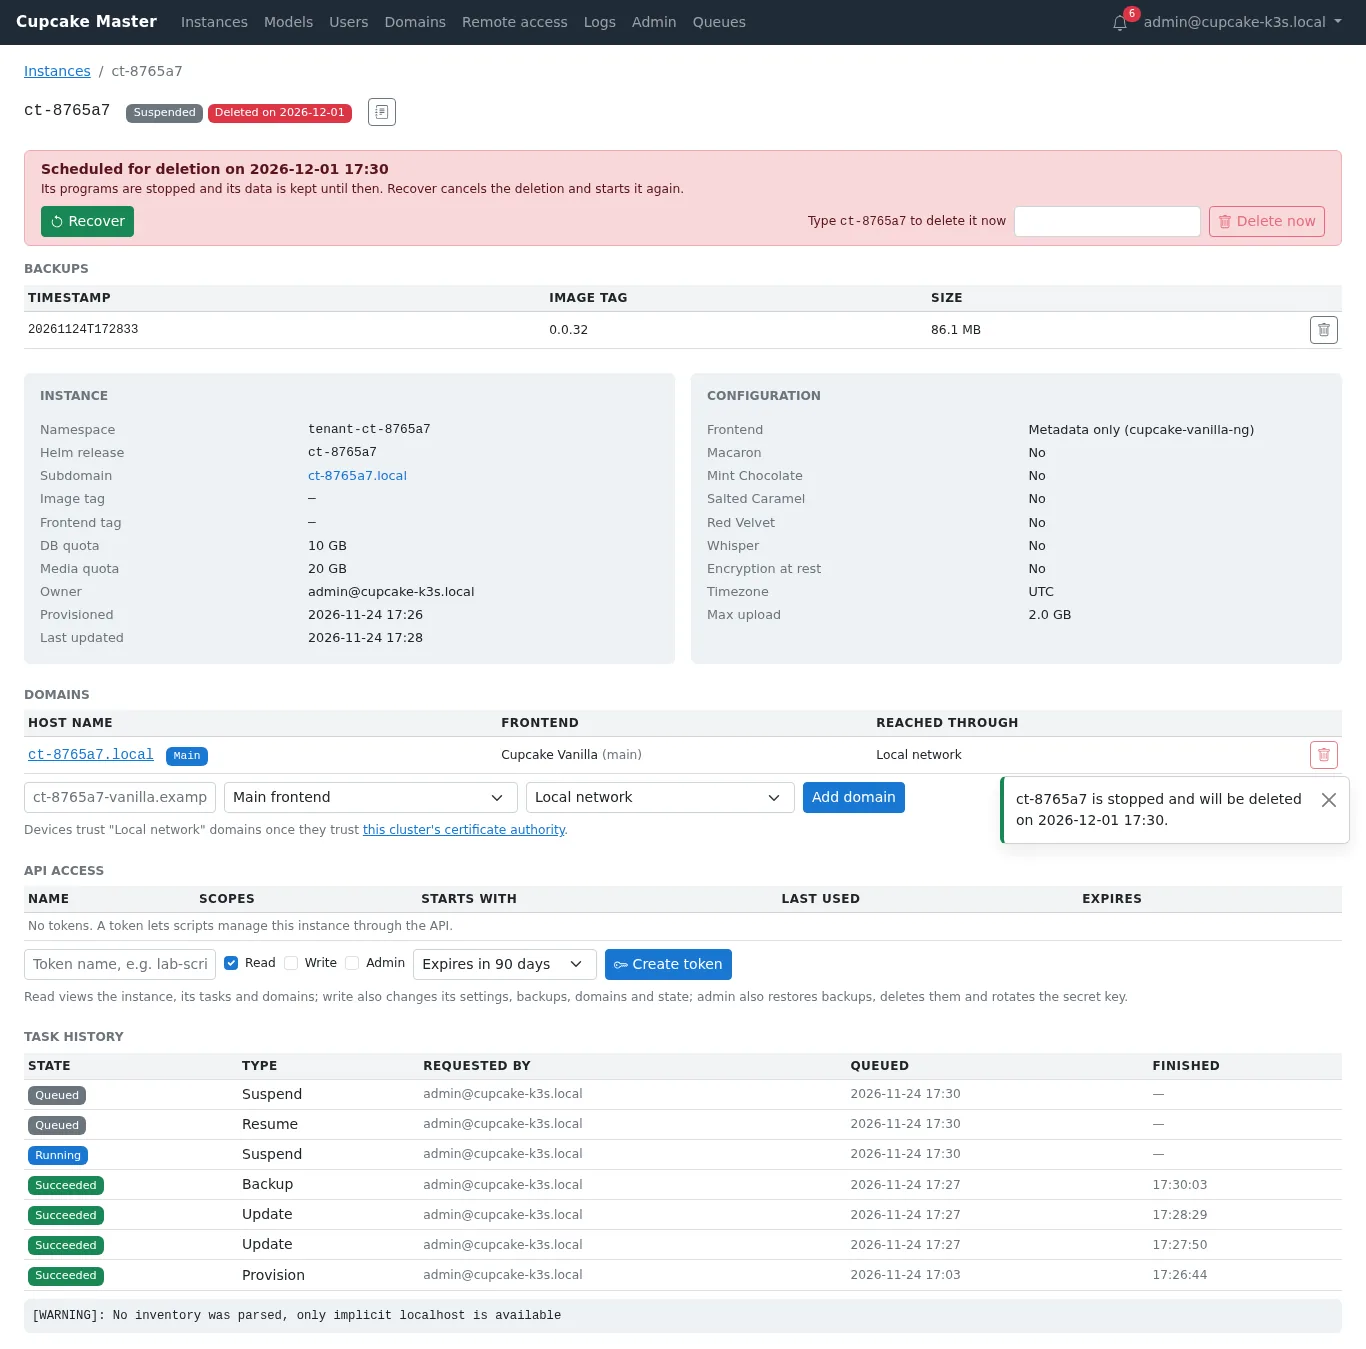 Cupcake Master Instances Models Users Domains Remote access Logs Admin Queues 6 admin@cupcake-k3s.local
Instances / ct-8765a7
ct-8765a7 Suspended Deleted on 2026-12-01
Scheduled for deletion on 2026-12-01 17:30
Its programs are stopped and its data is kept until then. Recover cancels the deletion and starts it again.
Recover Type ct-8765a7 to delete it now Delete now
BACKUPS
TIMESTAMP IMAGE TAG SIZE
20261124T172833 0.0.32 86.1 MB
INSTANCE
Namespace tenant-ct-8765a7
Helm release ct-8765a7
Subdomain ct-8765a7.local
Image tag —
Frontend tag —
DB quota 10 GB
Media quota 20 GB
Owner admin@cupcake-k3s.local
Provisioned 2026-11-24 17:26
Last updated 2026-11-24 17:28
CONFIGURATION
Frontend Metadata only (cupcake-vanilla-ng)
Macaron No
Mint Chocolate No
Salted Caramel No
Red Velvet No
Whisper No
Encryption at rest No
Timezone UTC
Max upload 2.0 GB
DOMAINS
HOST NAME FRONTEND REACHED THROUGH
ct-8765a7.local Main Cupcake Vanilla (main) Local network
ct-8765a7-vanilla.examp Main frontend Local network Add domain
Devices trust "Local network" domains once they trust this cluster's certificate authority.
ct-8765a7 is stopped and will be deleted
on 2026-12-01 17:30.
API ACCESS
NAME SCOPES STARTS WITH LAST USED EXPIRES
No tokens. A token lets scripts manage this instance through the API.
Token name, e.g. lab-scri Read Write Admin Expires in 90 days Create token
Read views the instance, its tasks and domains; write also changes its settings, backups, domains and state; admin also restores backups, deletes them and rotates the secret key.
TASK HISTORY
STATE TYPE REQUESTED BY QUEUED FINISHED
Queued Suspend admin@cupcake-k3s.local 2026-11-24 17:30 —
Queued Resume admin@cupcake-k3s.local 2026-11-24 17:30 —
Running Suspend admin@cupcake-k3s.local 2026-11-24 17:30 —
Succeeded Backup admin@cupcake-k3s.local 2026-11-24 17:27 17:30:03
Succeeded Update admin@cupcake-k3s.local 2026-11-24 17:27 17:28:29
Succeeded Update admin@cupcake-k3s.local 2026-11-24 17:27 17:27:50
Succeeded Provision admin@cupcake-k3s.local 2026-11-24 17:03 17:26:44
[WARNING]: No inventory was parsed, only implicit localhost is available